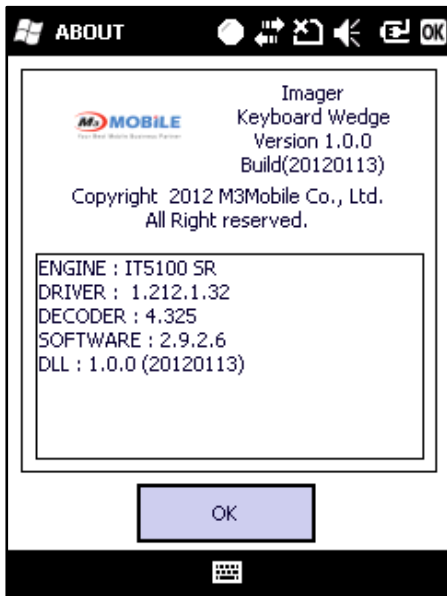 ABOUT
OK
M3 MOBILE
Your Best Mobile Business Partner
Imager
Keyboard Wedge
Version 1.0.0
Build(20120113)
Copyright 2012 M3Mobile Co., Ltd.
All Right reserved.
ENGINE : IT5100 SR
DRIVER : 1.212.1.32
DECODER : 4.325
SOFTWARE : 2.9.2.6
DLL : 1.0.0 (20120113)
OK